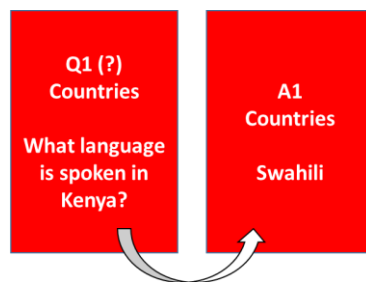 Q1 (?)
Countries
What language
is spoken in
Kenya?
A1
Countries
Swahili